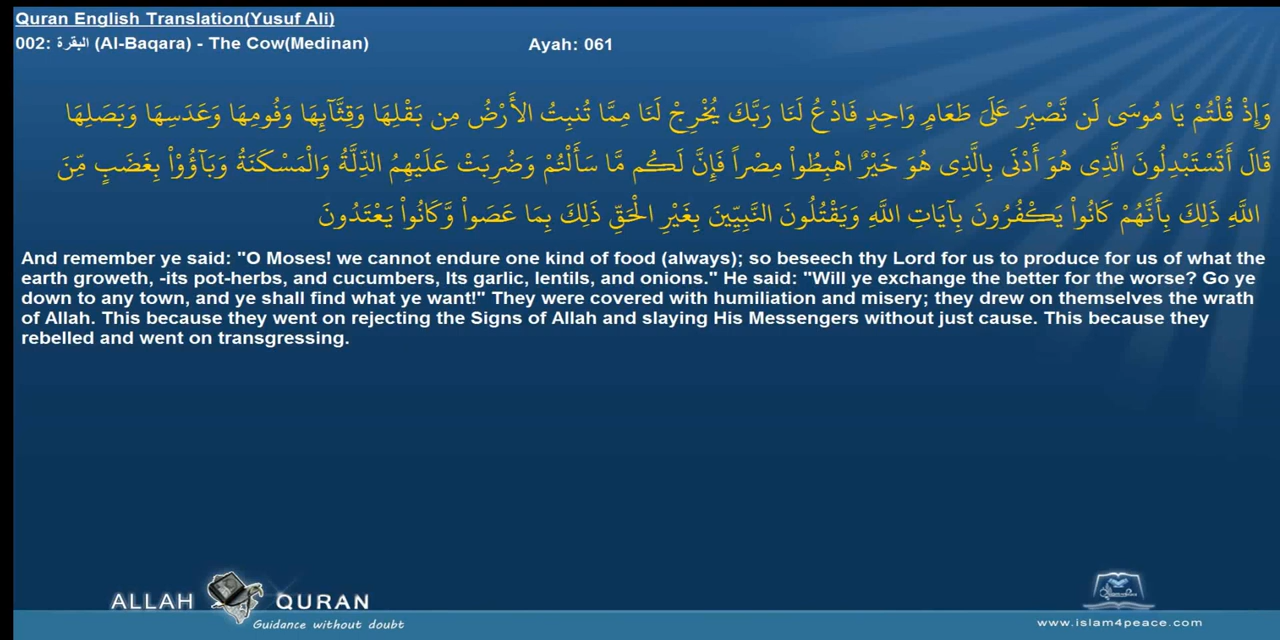 Quran English Translation(Yusuf Ali)
002: البقرة (Al-Baqara) - The Cow(Medinan)
Ayah: 061
وَإِذْ قُلْتُمْ يَا مُوسَى لَن نَّصْبِرَ عَلَىَ طَعَامٍ وَاحِدٍ فَادْعُ لَنَا رَبَّكَ يُخْرِجْ لَنَا مِمَّا تُنبِتُ الأَرْضُ مِن بَقْلِهَا وَقِثَّآئِهَا وَفُومِهَا وَعَدَسِهَا وَبَصَلِهَا
قَالَ أَتَسْتَبْدِلُونَ الَّذِى هُوَ أَدْنَى بِالَّذِى هُوَ خَيْرٌ اهْبِطُواْ مِصْراً فَإِنَّ لَكُم مَّا سَأَلْتُمْ وَضُرِبَتْ عَلَيْهِمُ الذِّلَّةُ وَالْمَسْكَنَةُ وَبَآؤُوْاْ بِغَضَبٍ مِّنَ
اللَّهِ ذَلِكَ بِأَنَّهُمْ كَانُواْ يَكْفُرُونَ بِآيَاتِ اللَّهِ وَيَقْتُلُونَ النَّبِيِّينَ بِغَيْرِ الْحَقِّ ذَلِكَ بِمَا عَصَواْ وَّكَانُواْ يَعْتَدُونَ
And remember ye said: "O Moses! we cannot endure one kind of food (always); so beseech thy Lord for us to produce for us of what the
earth groweth, -its pot-herbs, and cucumbers, Its garlic, lentils, and onions." He said: "Will ye exchange the better for the worse? Go ye
down to any town, and ye shall find what ye want!" They were covered with humiliation and misery; they drew on themselves the wrath
of Allah. This because they went on rejecting the Signs of Allah and slaying His Messengers without just cause. This because they
rebelled and went on transgressing.
ALLAH QURAN
Guidance without doubt
www.islam4peace.com